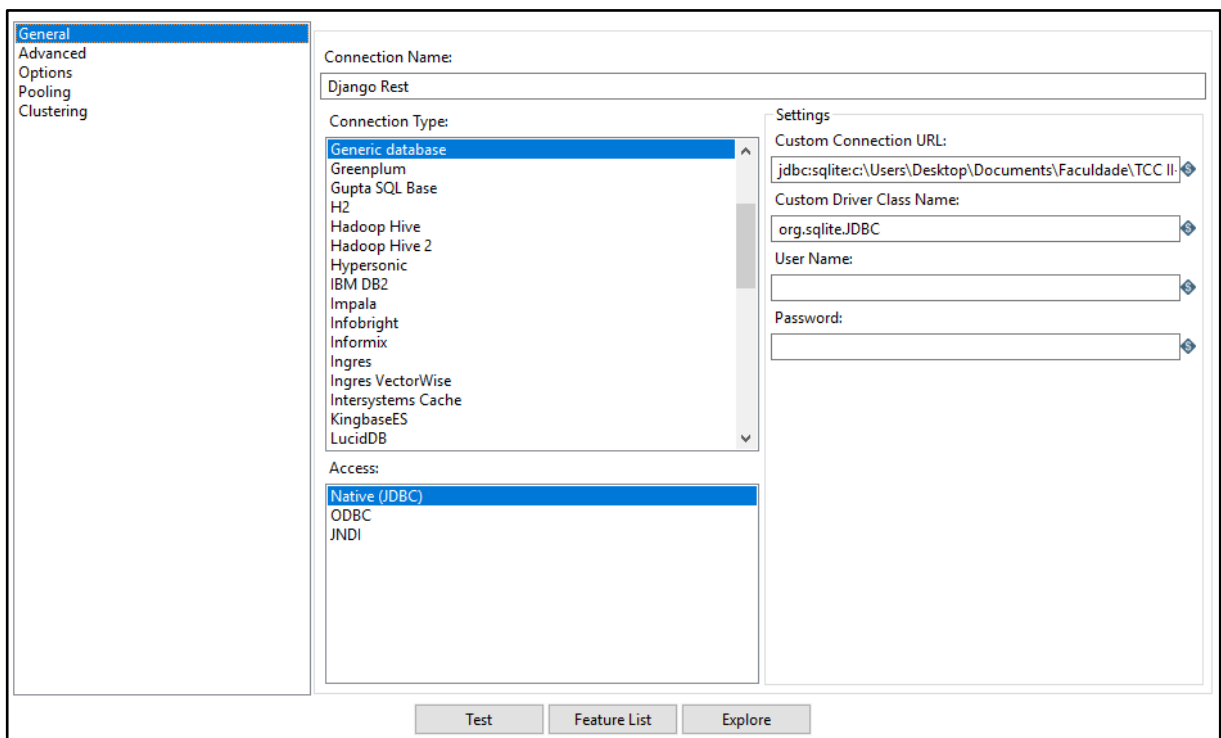 General
Advanced
Options
Pooling
Clustering
Connection Name:
Django Rest
Connection Type:
Generic database
Greenplum
Gupta SQL Base
H2
Hadoop Hive
Hadoop Hive 2
Hypersonic
IBM DB2
Impala
Infobright
Informix
Ingres
Ingres VectorWise
Intersystems Cache
KingbaseES
LucidDB
Access:
Native (JDBC)
ODBC
JNDI
Settings
Custom Connection URL:
jdbc:sqlite:c:\Users\Desktop\Documents\Faculdade\TCC II-
Custom Driver Class Name:
org.sqlite.JDBC
User Name:
Password:
Test
Feature List
Explore